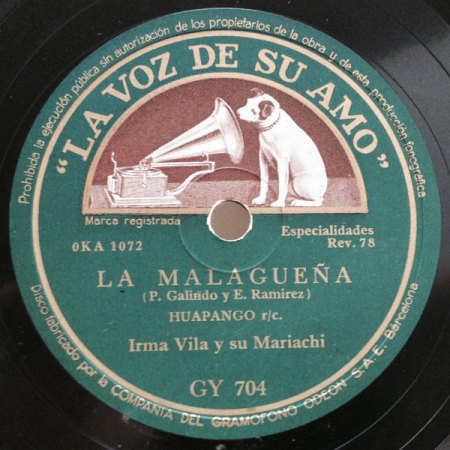 Prohibido la ejecución pública sin autorización de los propietarios de la obra y de esta producción fonográfica
"LA VOZ DE SU AMO"
Marca registrada
0KA 1072
Especialidades
Rev. 78
LA MALAGUEÑA
(P. Galindo y E. Ramírez)
HUAPANGO r/c.
Irma Vila y su Mariachi
GY 704
Disco fabricado por la COMPAÑIA DEL GRAMOFONO ODEON S.A.E. Barcelona